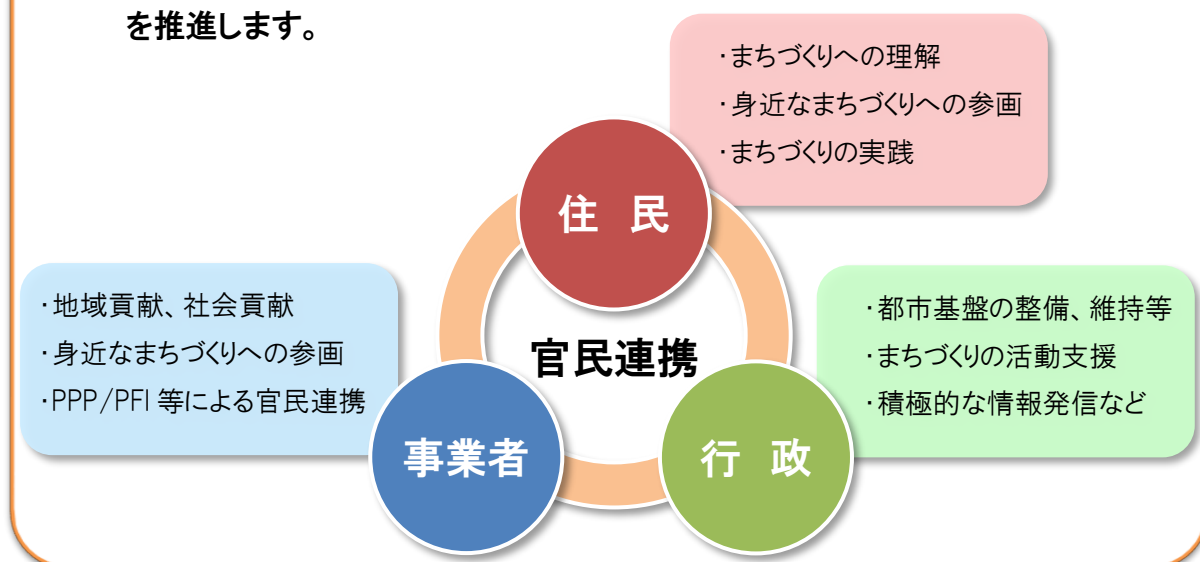 を推進します。
・まちづくりへの理解
・身近なまちづくりへの参画
・まちづくりの実践
住 民
・地域貢献、社会貢献
・身近なまちづくりへの参画
・PPP/PFI 等による官民連携
官民連携
・都市基盤の整備、維持等
・まちづくりの活動支援
・積極的な情報発信など
事業者
行 政